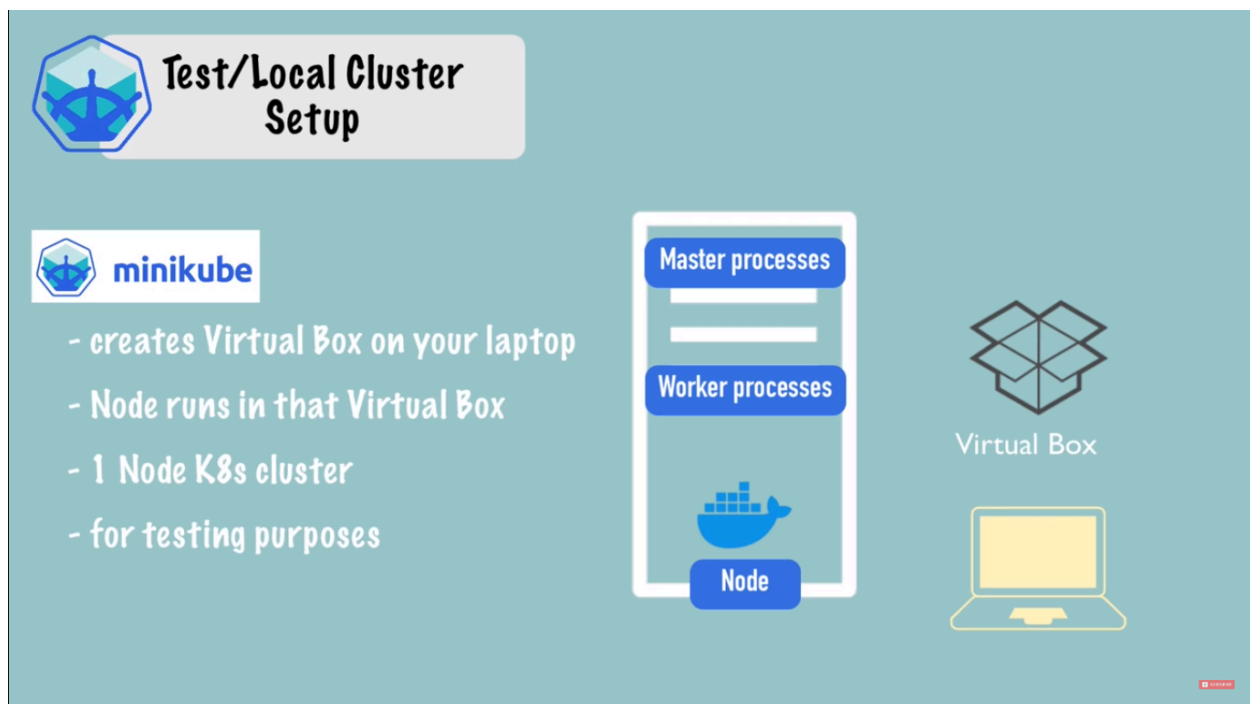 Test/Local Cluster
Setup
minikube
- creates Virtual Box on your laptop
- Node runs in that Virtual Box
- 1 Node K8s cluster
- for testing purposes
Master processes
Worker processes
Node
Virtual Box